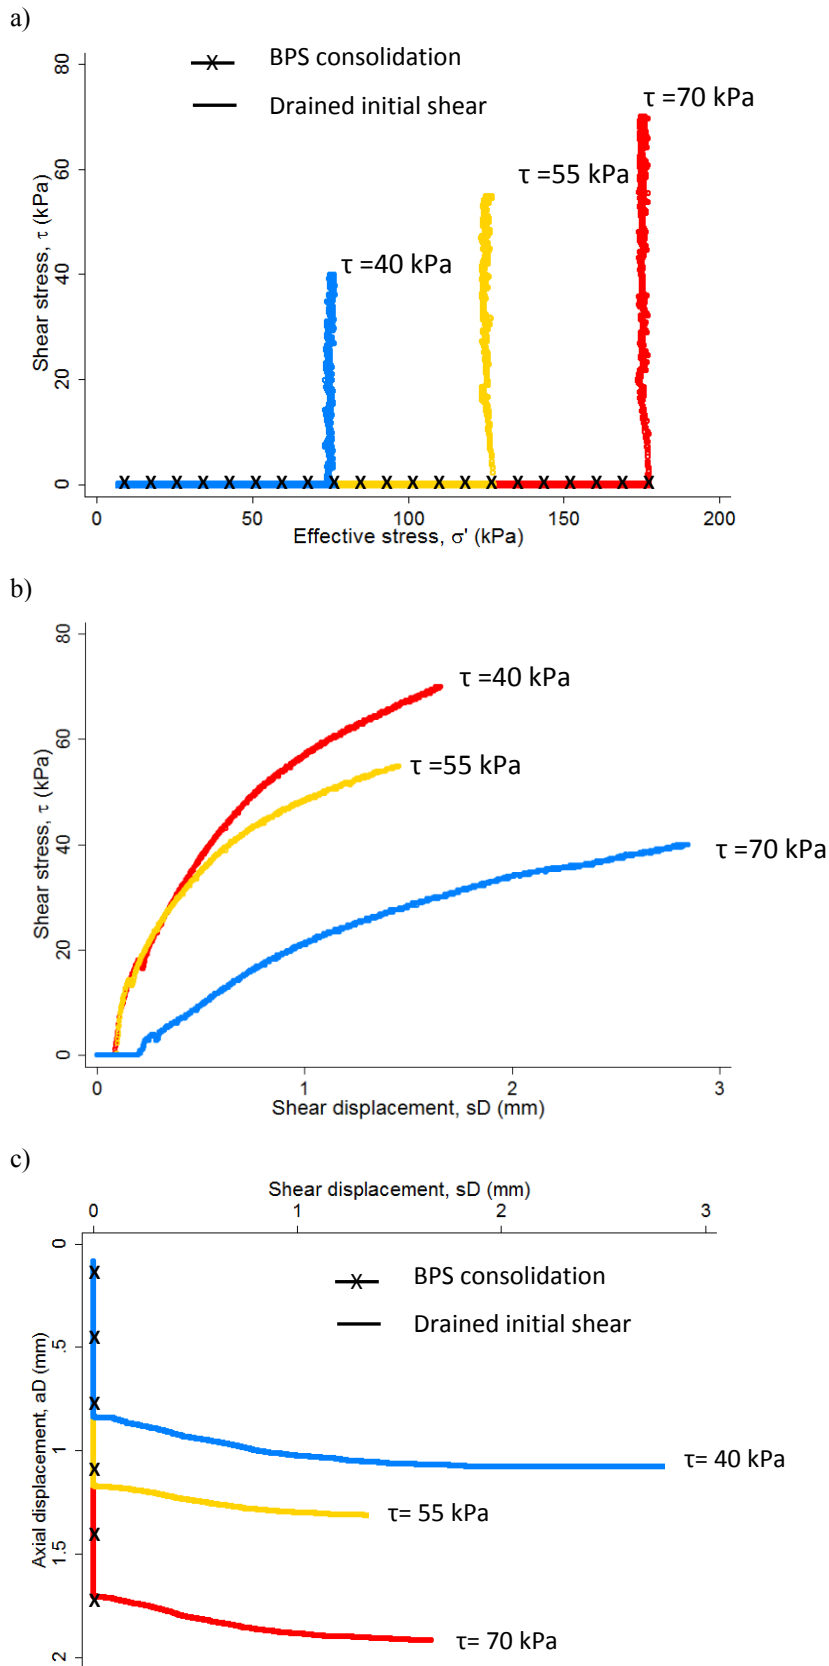 a)
80
X BPS consolidation
Drained initial shear
τ =70 kPa
τ =55 kPa
τ =40 kPa
Shear stress, τ (kPa)
60
40
20
0
X X X X X X X X X X X X X X X X X X X X X
0 50 100 150 200
Effective stress, σ' (kPa)
b)
80
τ =40 kPa
τ =55 kPa
τ =70 kPa
Shear stress, τ (kPa)
60
40
20
0
0 1 2 3
Shear displacement, sD (mm)
c)
Shear displacement, sD (mm)
0 1 2 3
X BPS consolidation
Drained initial shear
Axial displacement, aD (mm)
0
.5
1
1.5
2
X
X
X
X
X
X
τ= 40 kPa
τ= 55 kPa
τ= 70 kPa